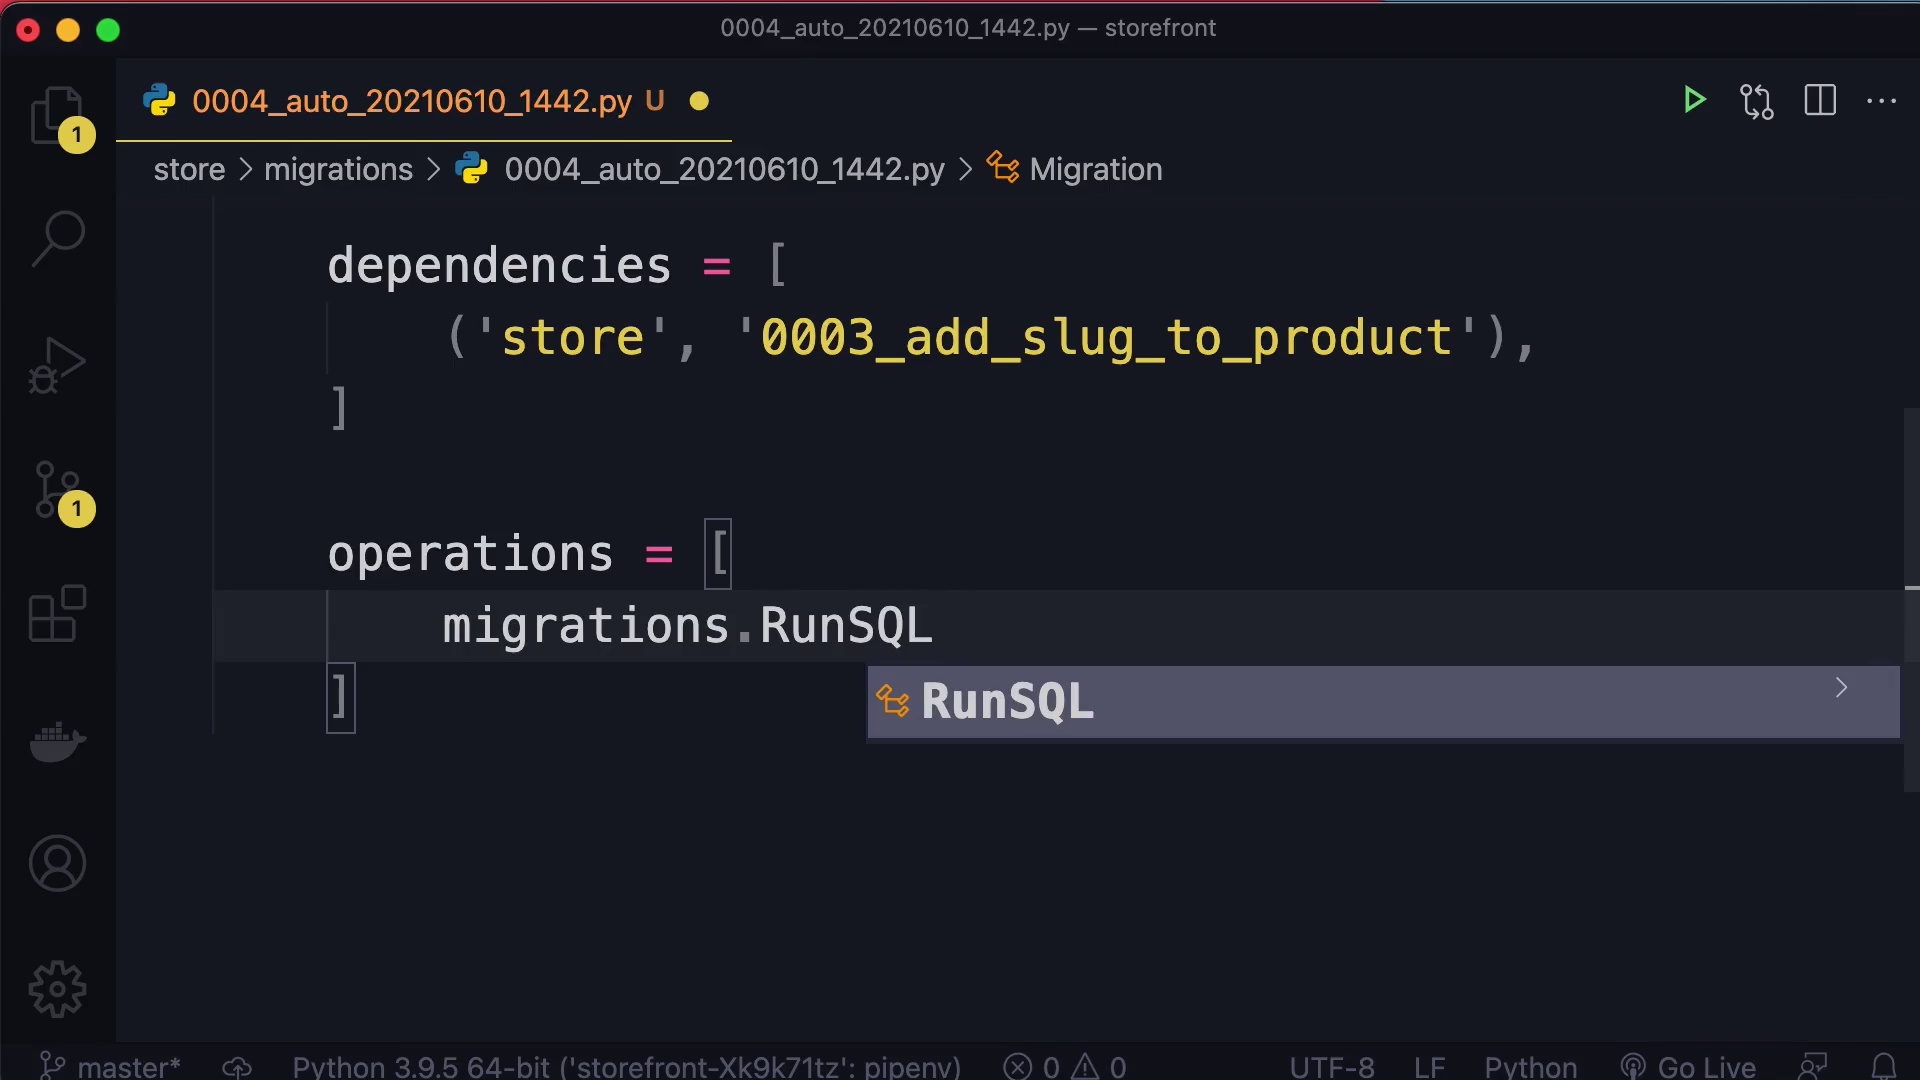 0004_auto_20210610_1442.py — storefront
0004_auto_20210610_1442.py U
1
store > migrations > 0004_auto_20210610_1442.py > Migration
dependencies = [
('store', '0003_add_slug_to_product'),
]
1
operations = [
migrations.RunSQL
]
RunSQL
master* Python 3.9.5 64-bit ('storefront-Xk9k71tz': pipenv) 0 0 UTF-8 LF Python Go Live